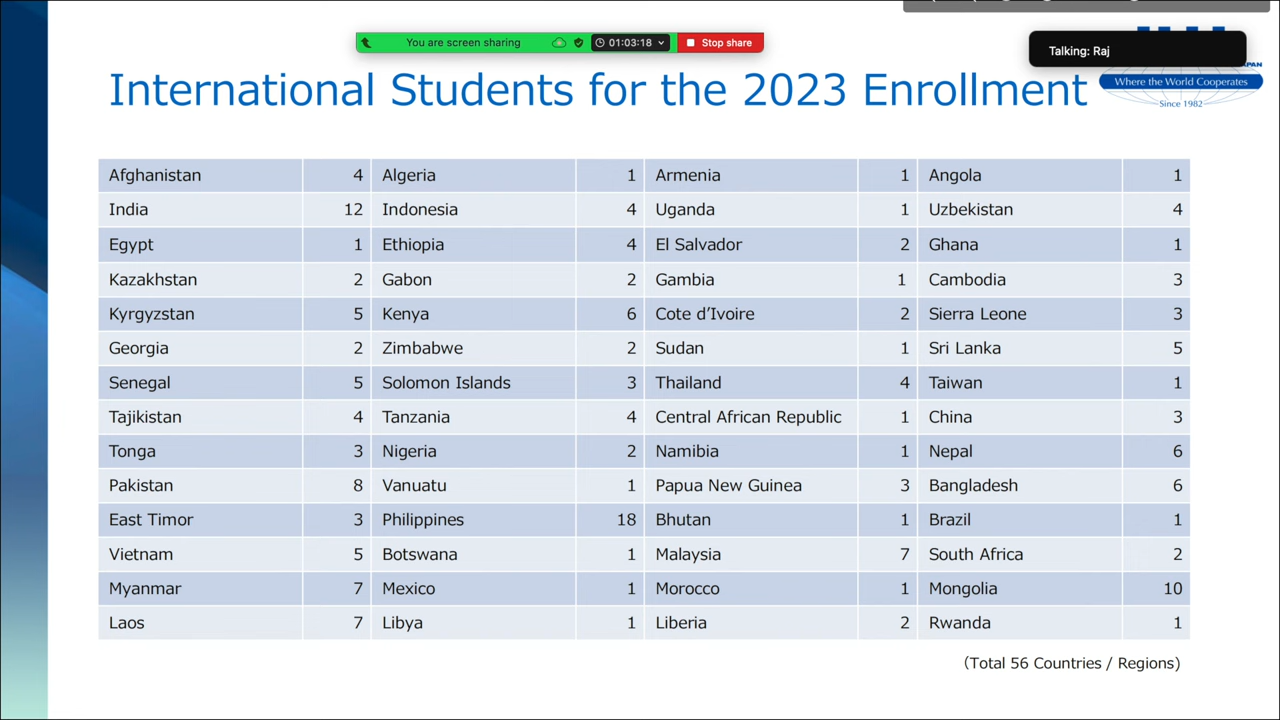 You are screen sharing 01:03:18 Stop share
Talking: Raj
International Students for the 2023 Enrollment
PAN
Where the World Cooperates
Since 1982
Afghanistan 4 Algeria 1 Armenia 1 Angola 1
India 12 Indonesia 4 Uganda 1 Uzbekistan 4
Egypt 1 Ethiopia 4 El Salvador 2 Ghana 1
Kazakhstan 2 Gabon 2 Gambia 1 Cambodia 3
Kyrgyzstan 5 Kenya 6 Cote d'Ivoire 2 Sierra Leone 3
Georgia 2 Zimbabwe 2 Sudan 1 Sri Lanka 5
Senegal 5 Solomon Islands 3 Thailand 4 Taiwan 1
Tajikistan 4 Tanzania 4 Central African Republic 1 China 3
Tonga 3 Nigeria 2 Namibia 1 Nepal 6
Pakistan 8 Vanuatu 1 Papua New Guinea 3 Bangladesh 6
East Timor 3 Philippines 18 Bhutan 1 Brazil 1
Vietnam 5 Botswana 1 Malaysia 7 South Africa 2
Myanmar 7 Mexico 1 Morocco 1 Mongolia 10
Laos 7 Libya 1 Liberia 2 Rwanda 1
(Total 56 Countries / Regions)